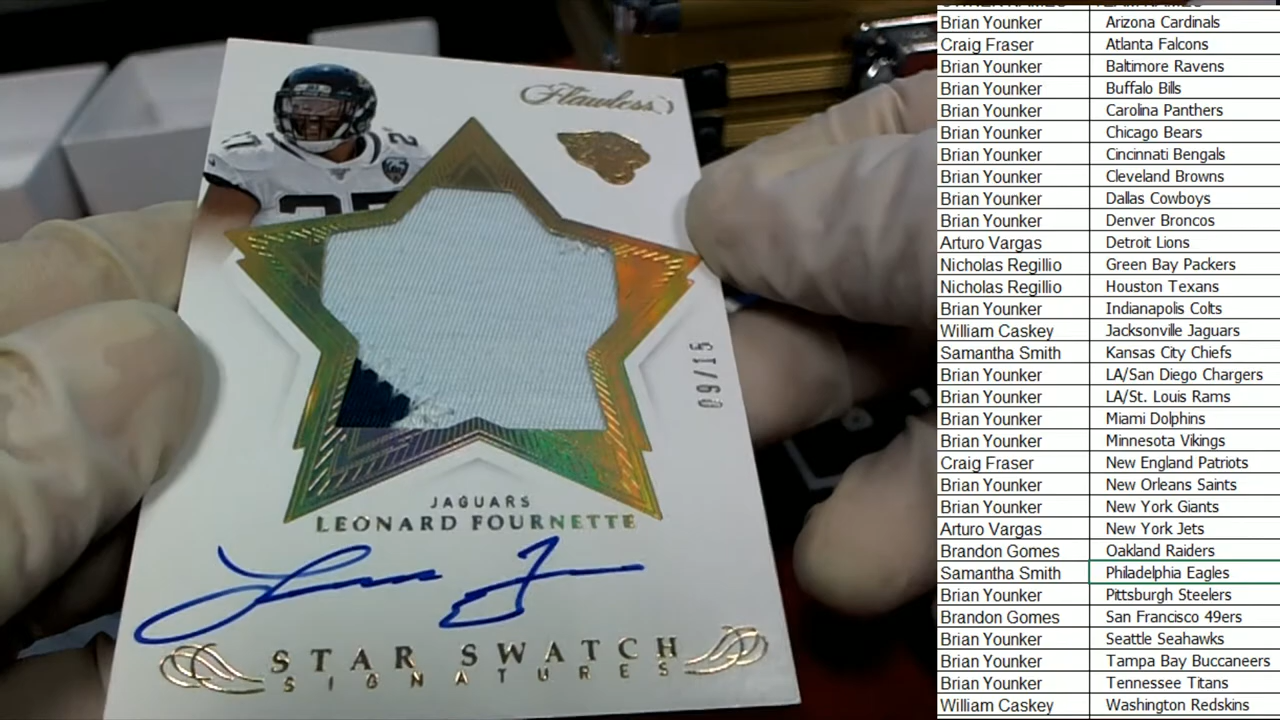 Flawless
27
09/15
JAGUARS
LEONARD FOURNETTE
STAR SWATCH
SIGNATURES
Brian Younker Arizona Cardinals
Craig Fraser Atlanta Falcons
Brian Younker Baltimore Ravens
Brian Younker Buffalo Bills
Brian Younker Carolina Panthers
Brian Younker Chicago Bears
Brian Younker Cincinnati Bengals
Brian Younker Cleveland Browns
Brian Younker Dallas Cowboys
Brian Younker Denver Broncos
Arturo Vargas Detroit Lions
Nicholas Regillio Green Bay Packers
Nicholas Regillio Houston Texans
Brian Younker Indianapolis Colts
William Caskey Jacksonville Jaguars
Samantha Smith Kansas City Chiefs
Brian Younker LA/San Diego Chargers
Brian Younker LA/St. Louis Rams
Brian Younker Miami Dolphins
Brian Younker Minnesota Vikings
Craig Fraser New England Patriots
Brian Younker New Orleans Saints
Brian Younker New York Giants
Arturo Vargas New York Jets
Brandon Gomes Oakland Raiders
Samantha Smith Philadelphia Eagles
Brian Younker Pittsburgh Steelers
Brandon Gomes San Francisco 49ers
Brian Younker Seattle Seahawks
Brian Younker Tampa Bay Buccaneers
Brian Younker Tennessee Titans
William Caskey Washington Redskins